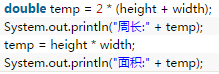 double temp = 2 * (height + width);
System.out.println("周长:" + temp);
temp = height * width;
System.out.println("面积:" + temp);